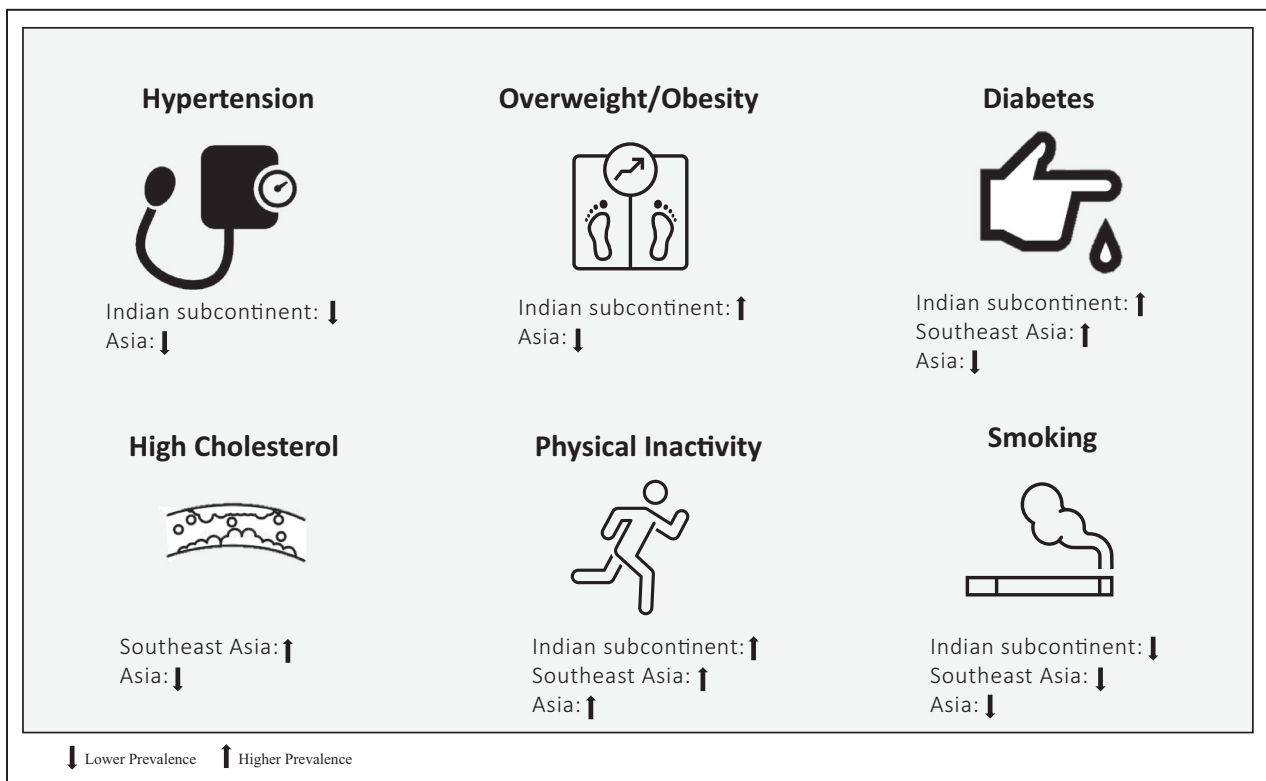 Hypertension
Overweight/Obesity
Diabetes
Indian subcontinent: ⬇
Asia: ⬇
Indian subcontinent: ⬆
Asia: ⬇
Indian subcontinent: ⬆
Southeast Asia: ⬆
Asia: ⬇
High Cholesterol
Physical Inactivity
Smoking
Southeast Asia: ⬆
Asia: ⬇
Indian subcontinent: ⬆
Southeast Asia: ⬆
Asia: ⬆
Indian subcontinent: ⬇
Southeast Asia: ⬇
Asia: ⬇
⬇ Lower Prevalence ⬆ Higher Prevalence